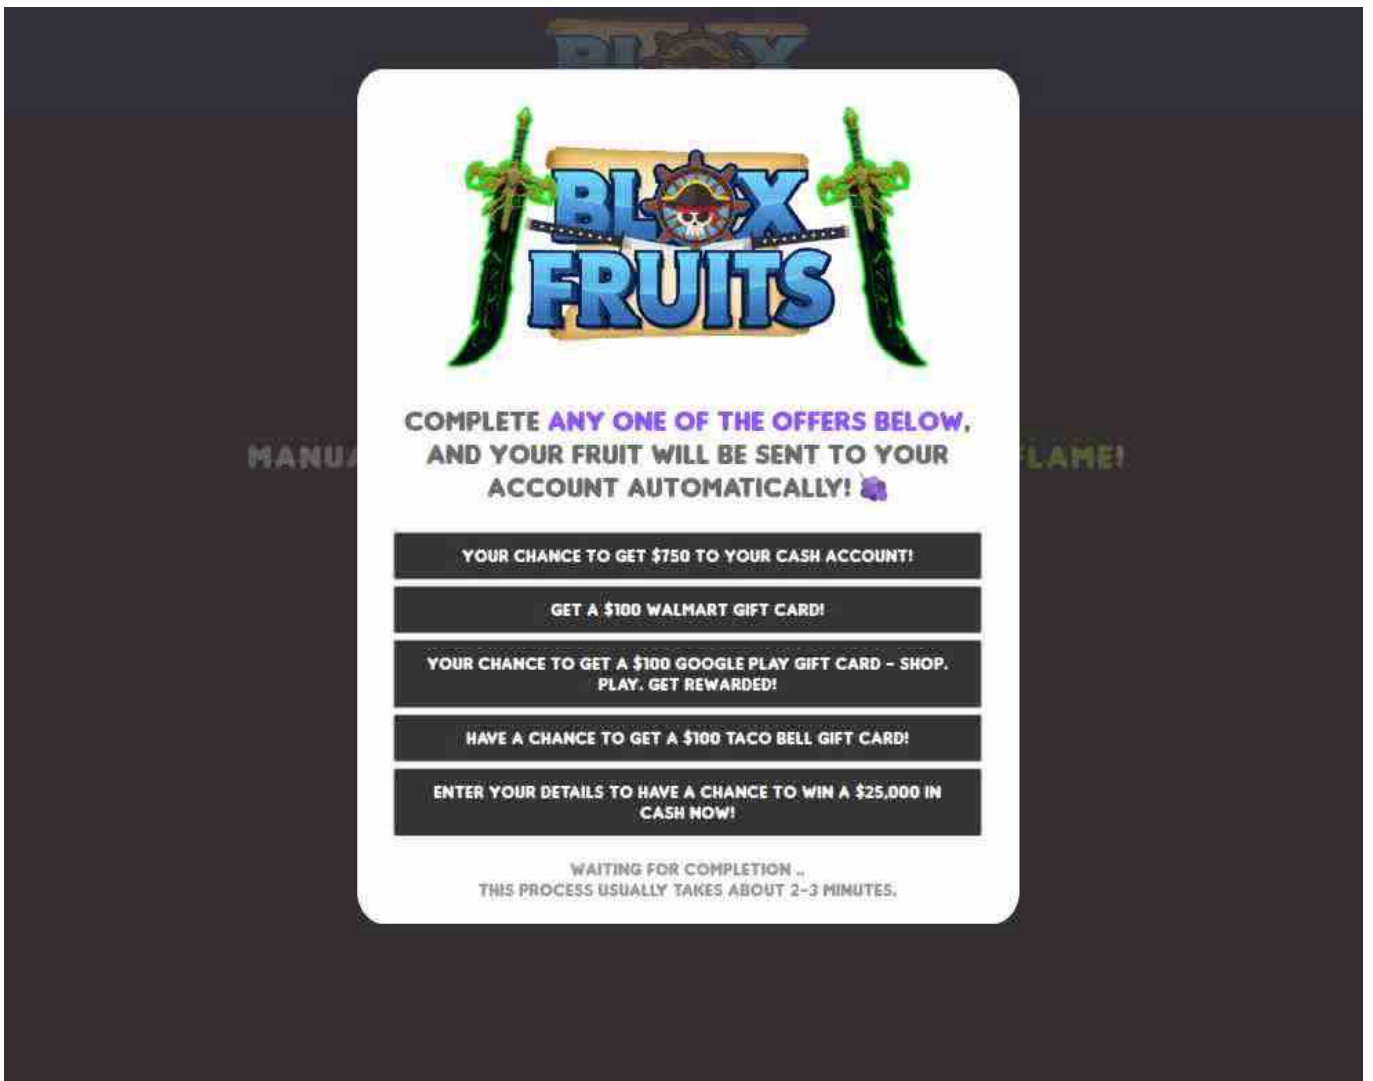 BLOX
FRUITS
COMPLETE ANY ONE OF THE OFFERS BELOW,
AND YOUR FRUIT WILL BE SENT TO YOUR
ACCOUNT AUTOMATICALLY!
FLAME!
YOUR CHANCE TO GET $750 TO YOUR CASH ACCOUNT!
GET A $100 WALMART GIFT CARD!
YOUR CHANCE TO GET A $100 GOOGLE PLAY GIFT CARD - SHOP.
PLAY. GET REWARDED!
HAVE A CHANCE TO GET A $100 TACO BELL GIFT CARD!
ENTER YOUR DETAILS TO HAVE A CHANCE TO WIN A $25,000 IN
CASH NOW!
WAITING FOR COMPLETION ..
THIS PROCESS USUALLY TAKES ABOUT 2-3 MINUTES.